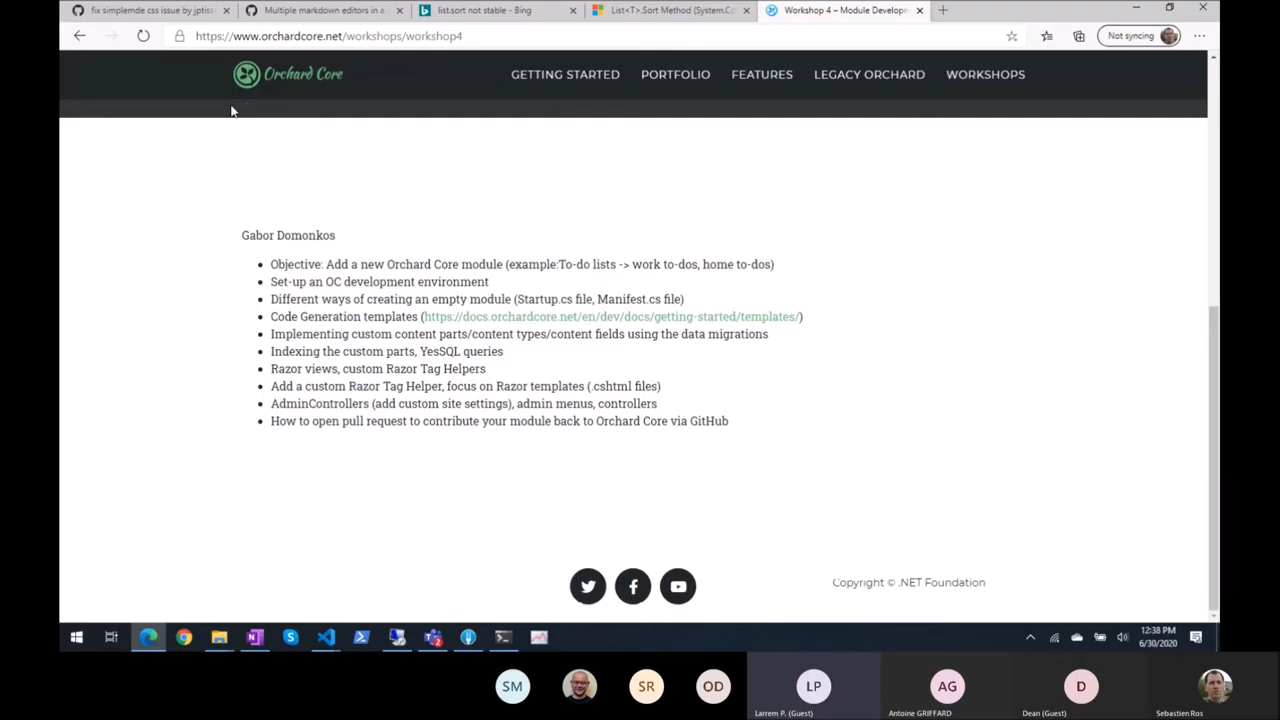 fix simplemde css issue by jptiss
Multiple markdown editors in a
list.sort not stable - Bing
List<T>.Sort Method (System.Co
Workshop 4 – Module Develop
https://www.orchardcore.net/workshops/workshop4
Not syncing
Orchard Core
GETTING STARTED
PORTFOLIO
FEATURES
LEGACY ORCHARD
WORKSHOPS
Gabor Domonkos
• Objective: Add a new Orchard Core module (example:To-do lists -> work to-dos, home to-dos)
• Set-up an OC development environment
• Different ways of creating an empty module (Startup.cs file, Manifest.cs file)
• Code Generation templates (https://docs.orchardcore.net/en/dev/docs/getting-started/templates/)
• Implementing custom content parts/content types/content fields using the data migrations
• Indexing the custom parts, YesSQL queries
• Razor views, custom Razor Tag Helpers
• Add a custom Razor Tag Helper, focus on Razor templates (.cshtml files)
• AdminControllers (add custom site settings), admin menus, controllers
• How to open pull request to contribute your module back to Orchard Core via GitHub
Copyright © .NET Foundation
12:38 PM
6/30/2020
SM
SR
OD
LP
AG
D
Larrem P. (Guest)
Antoine GRIFFARD
Dean (Guest)
Sebastien Ros